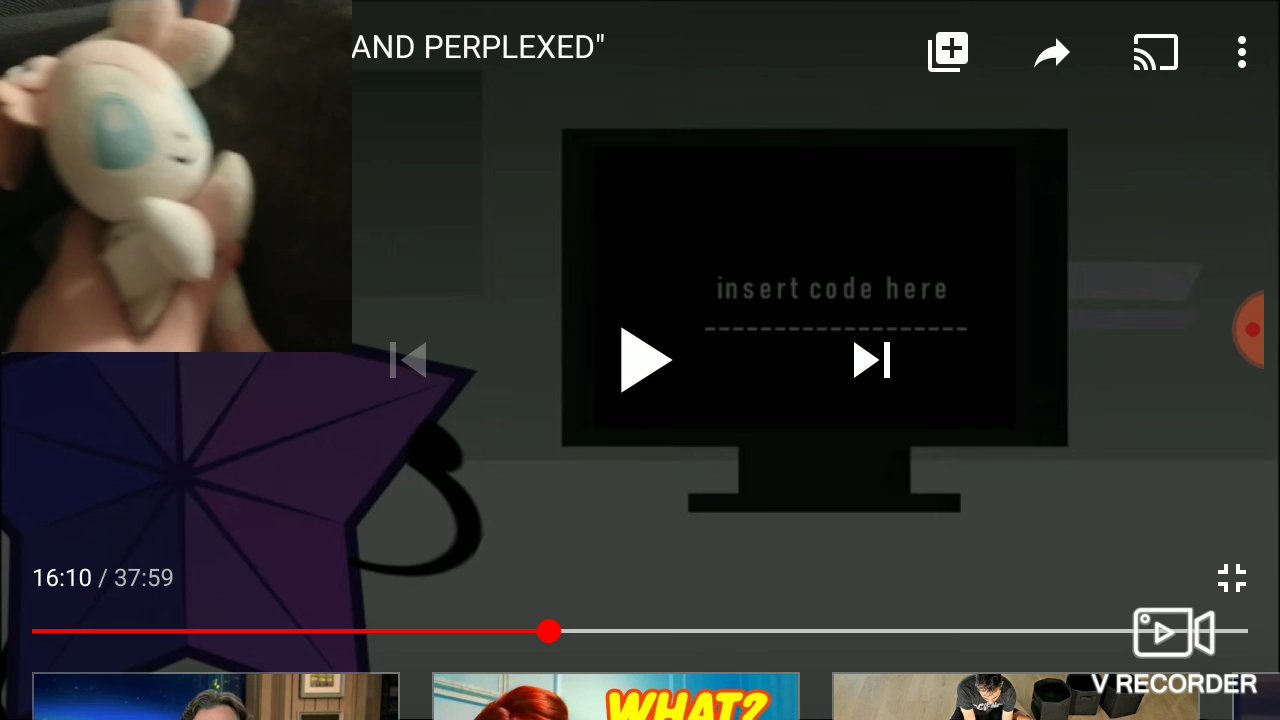 AND PERPLEXED"
insert code here
16:10 / 37:59
V RECORDER
WHAT?